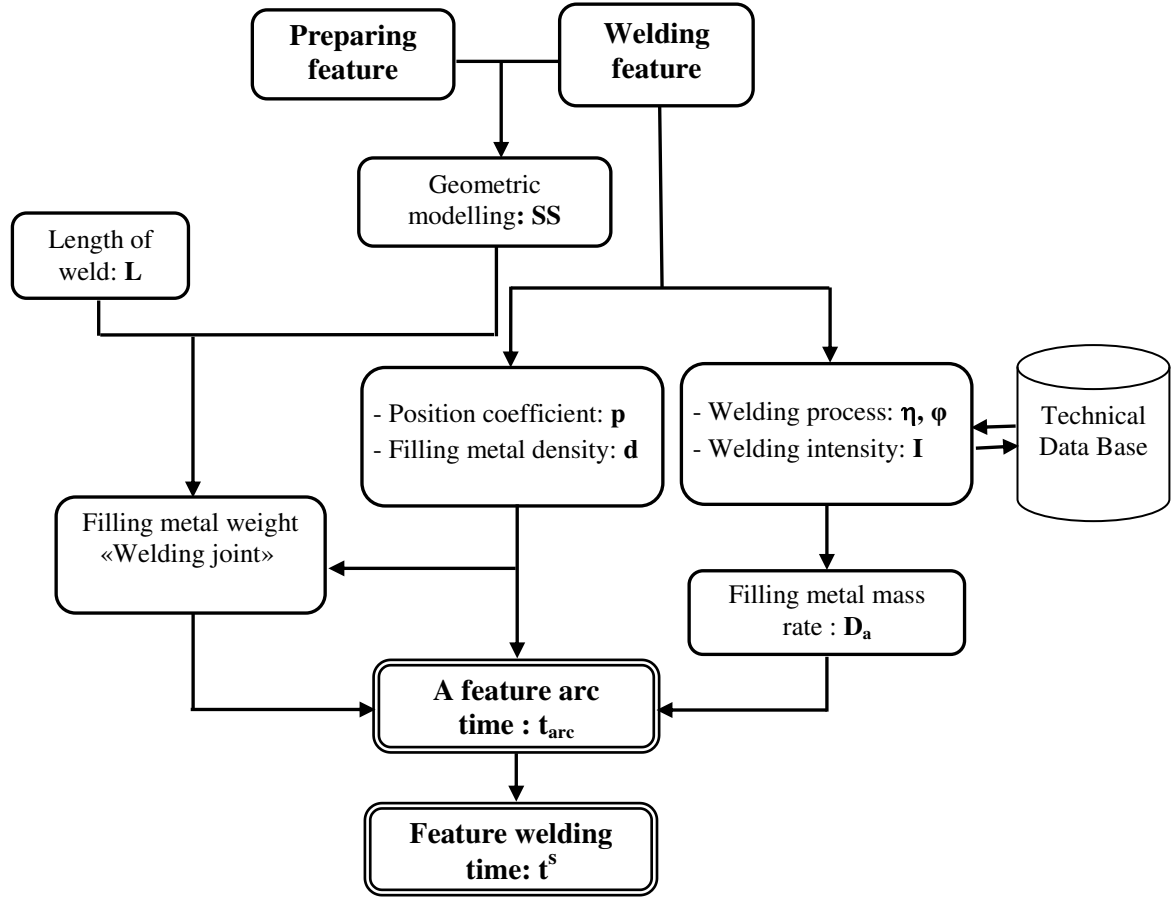 Preparing
feature
Welding
feature
Geometric
modelling: SS
Length of
weld: L
- Position coefficient: p
- Filling metal density: d
- Welding process: η, φ
- Welding intensity: I
Technical
Data Base
Filling metal weight
«Welding joint»
Filling metal mass
rate : Da
A feature arc
time : tarc
Feature welding
time: ts